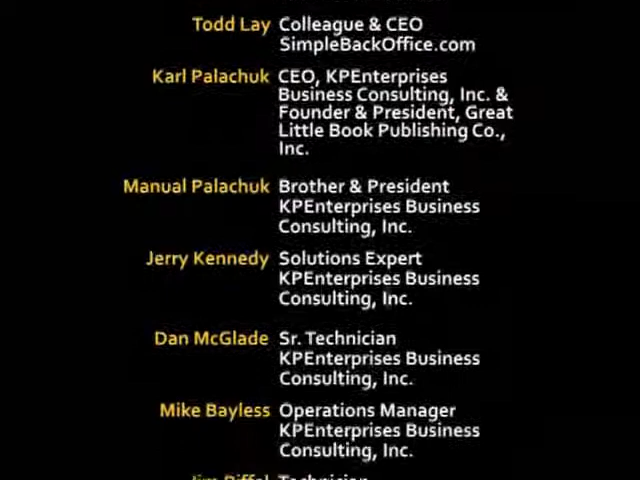 Todd Lay Colleague & CEO
SimpleBackOffice.com
Karl Palachuk CEO, KPEnterprises
Business Consulting, Inc. &
Founder & President, Great
Little Book Publishing Co.,
Inc.
Manual Palachuk Brother & President
KPEnterprises Business
Consulting, Inc.
Jerry Kennedy Solutions Expert
KPEnterprises Business
Consulting, Inc.
Dan McGlade Sr. Technician
KPEnterprises Business
Consulting, Inc.
Mike Bayless Operations Manager
KPEnterprises Business
Consulting, Inc.
Technician